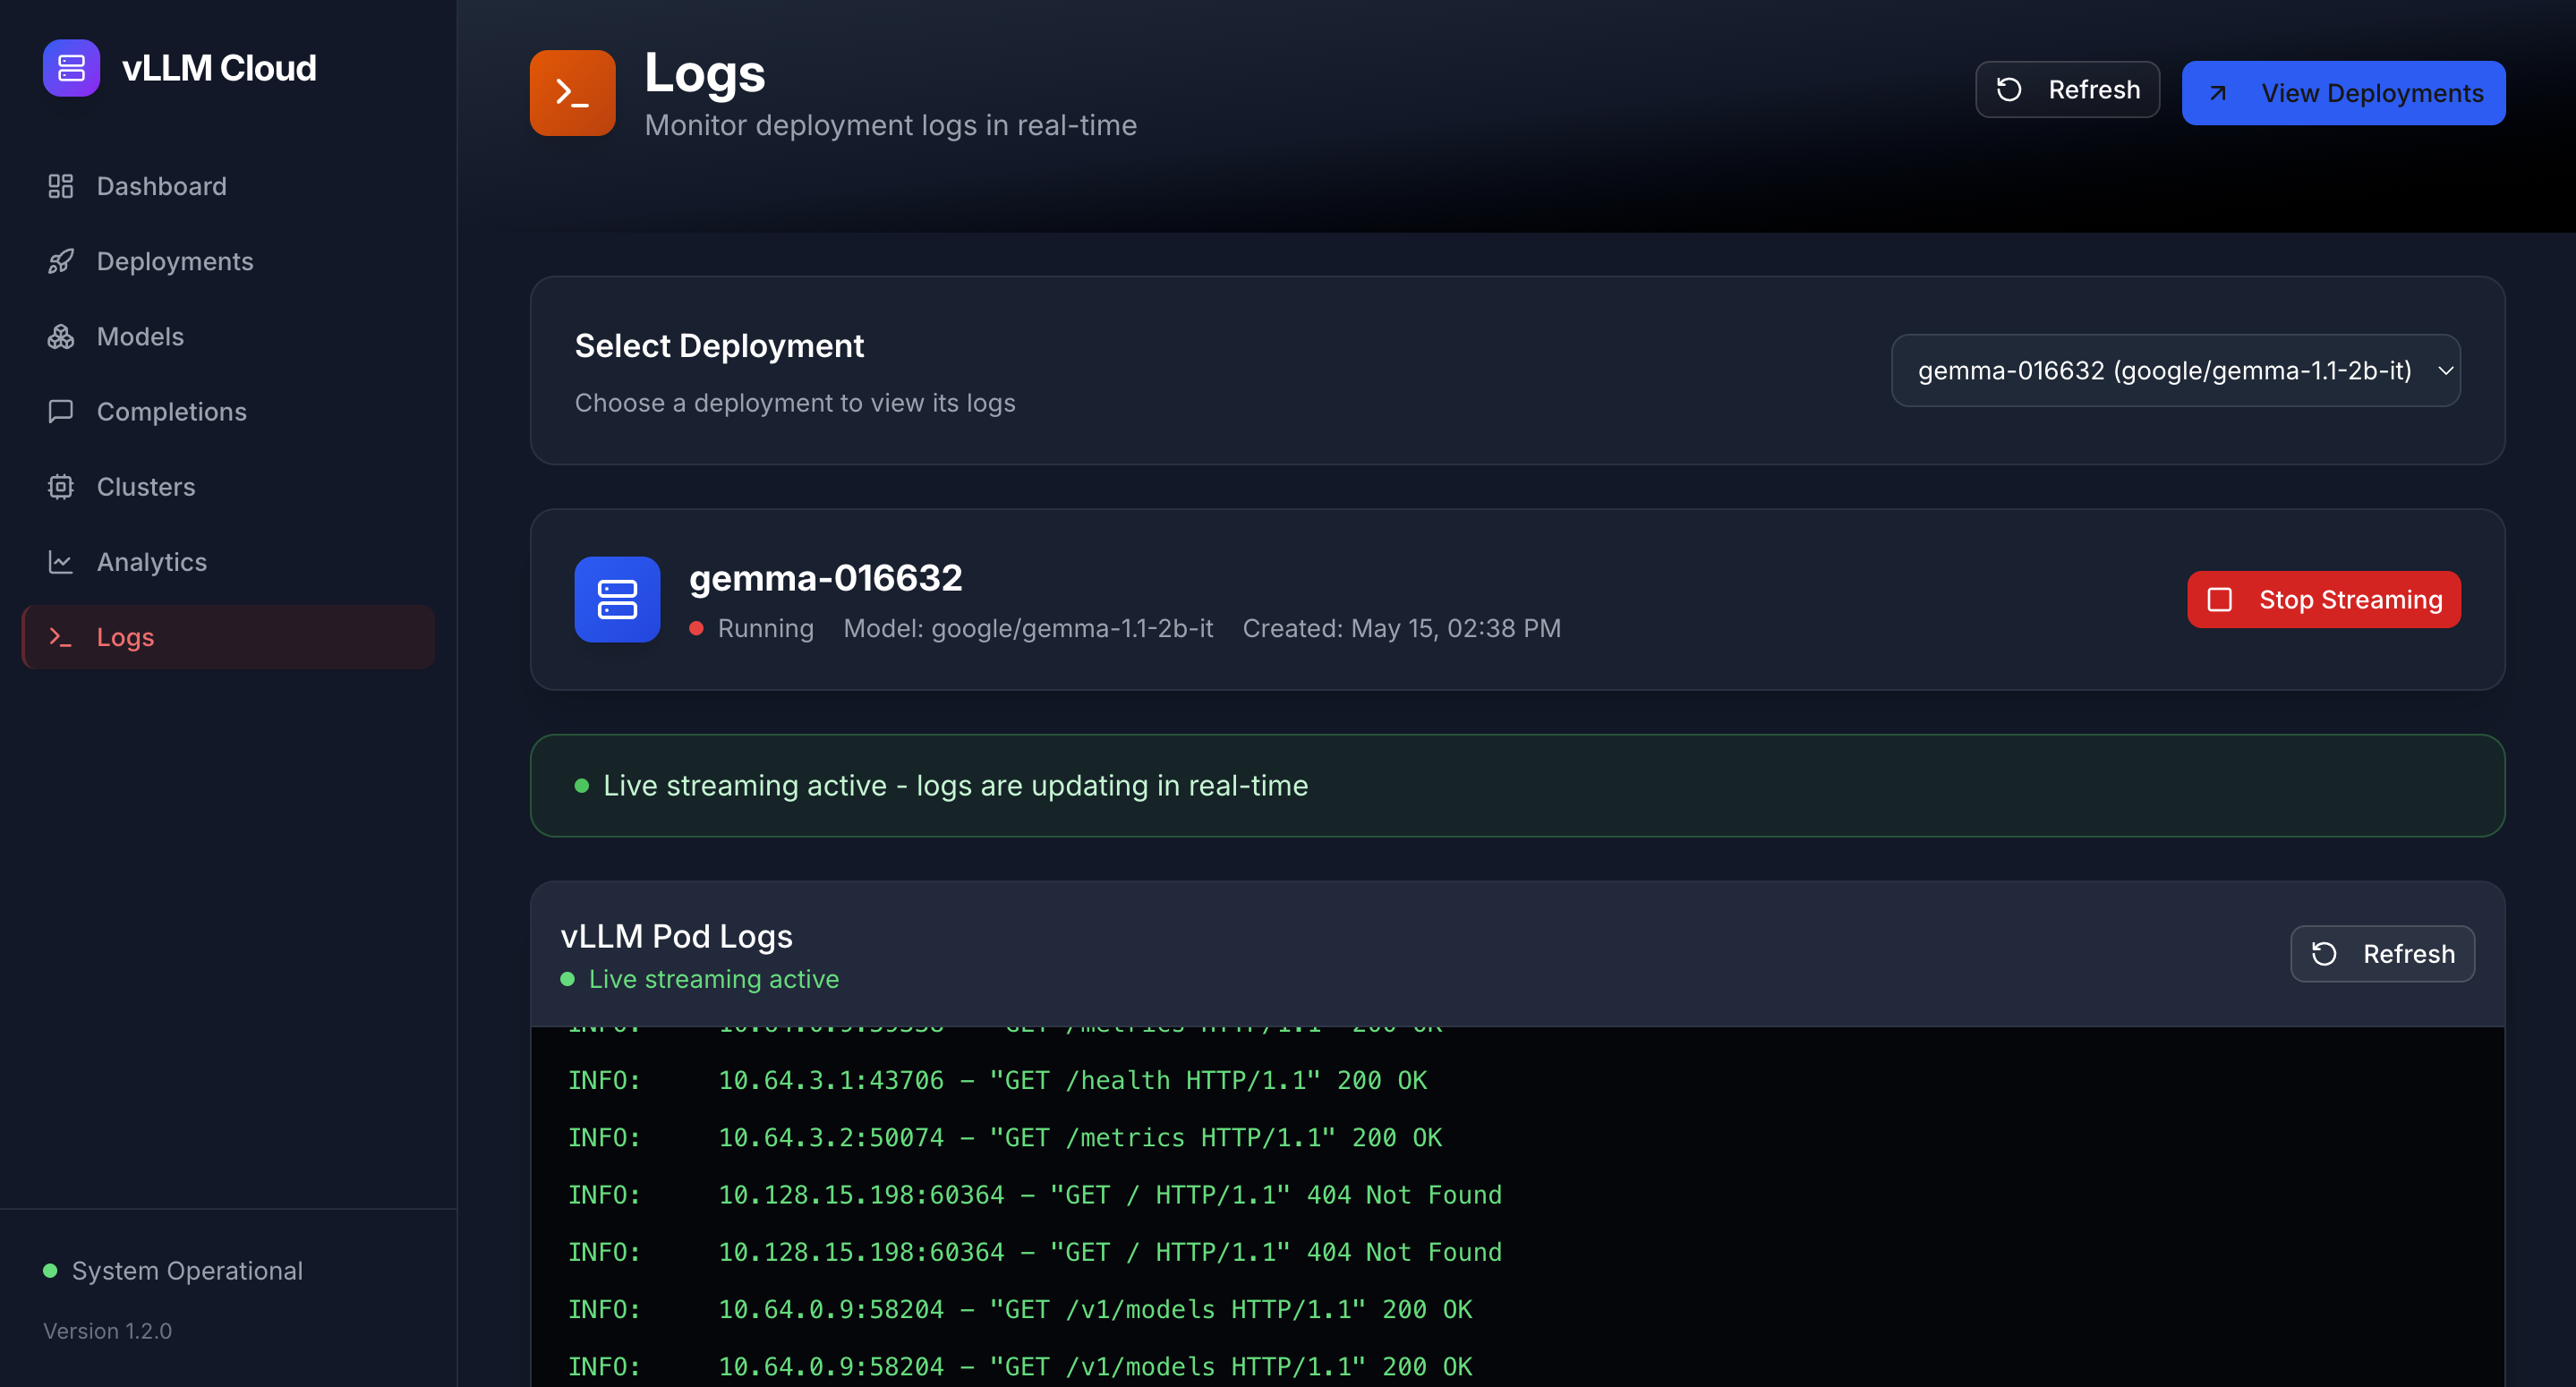 vLLM Cloud
Dashboard
Deployments
Models
Completions
Clusters
Analytics
Logs
System Operational
Version 1.2.0
Logs
Monitor deployment logs in real-time
Refresh
View Deployments
Select Deployment
Choose a deployment to view its logs
gemma-016632 (google/gemma-1.1-2b-it)
gemma-016632
Running Model: google/gemma-1.1-2b-it Created: May 15, 02:38 PM
Stop Streaming
Live streaming active - logs are updating in real-time
vLLM Pod Logs
Live streaming active
Refresh
"GET /metrics HTTP/1.1" 200 OK
INFO: 10.64.3.1:43706 – "GET /health HTTP/1.1" 200 OK
INFO: 10.64.3.2:50074 – "GET /metrics HTTP/1.1" 200 OK
INFO: 10.128.15.198:60364 – "GET / HTTP/1.1" 404 Not Found
INFO: 10.128.15.198:60364 – "GET / HTTP/1.1" 404 Not Found
INFO: 10.64.0.9:58204 – "GET /v1/models HTTP/1.1" 200 OK
INFO: 10.64.0.9:58204 – "GET /v1/models HTTP/1.1" 200 OK